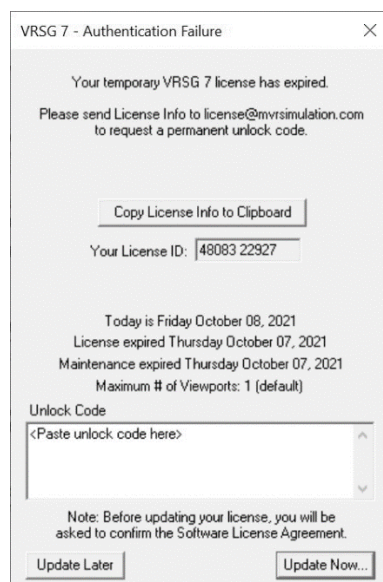 VRSG 7 - Authentication Failure
Your temporary VRSG 7 license has expired.
Please send License Info to license@mvrsimulation.com
to request a permanent unlock code.
Copy License Info to Clipboard
Your License ID: 48083 22927
Today is Friday October 08, 2021
License expired Thursday October 07, 2021
Maintenance expired Thursday October 07, 2021
Maximum # of Viewports: 1 (default)
Unlock Code
<Paste unlock code here>
Note: Before updating your license, you will be
asked to confirm the Software License Agreement.
Update Later Update Now...